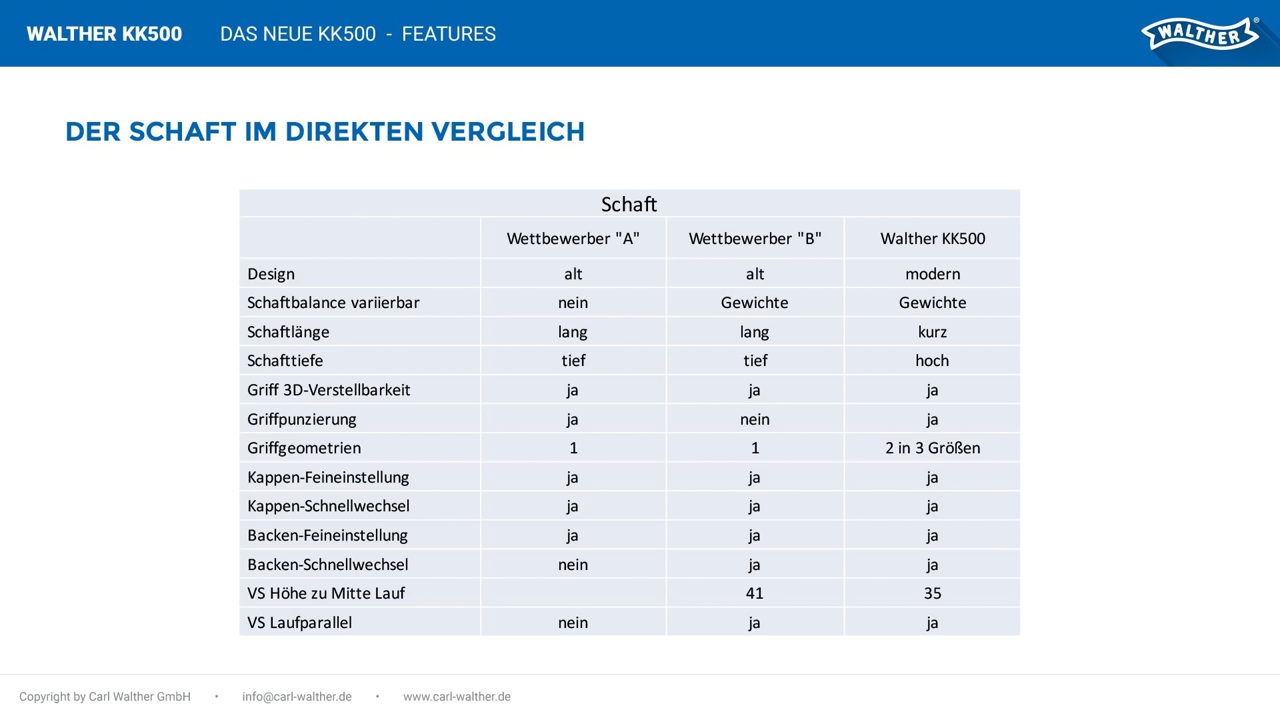 WALTHER KK500 DAS NEUE KK500 - FEATURES
WALTHER®
DER SCHAFT IM DIREKTEN VERGLEICH
Schaft
Wettbewerber "A" Wettbewerber "B" Walther KK500
Design alt alt modern
Schaftbalance variierbar nein Gewichte Gewichte
Schaftlänge lang lang kurz
Schafttiefe tief tief hoch
Griff 3D-Verstellbarkeit ja ja ja
Griffpunzierung ja nein ja
Griffgeometrien 1 1 2 in 3 Größen
Kappen-Feineinstellung ja ja ja
Kappen-Schnellwechsel ja ja ja
Backen-Feineinstellung ja ja ja
Backen-Schnellwechsel nein ja ja
VS Höhe zu Mitte Lauf 41 35
VS Laufparallel nein ja ja
Copyright by Carl Walther GmbH • info@carl-walther.de • www.carl-walther.de